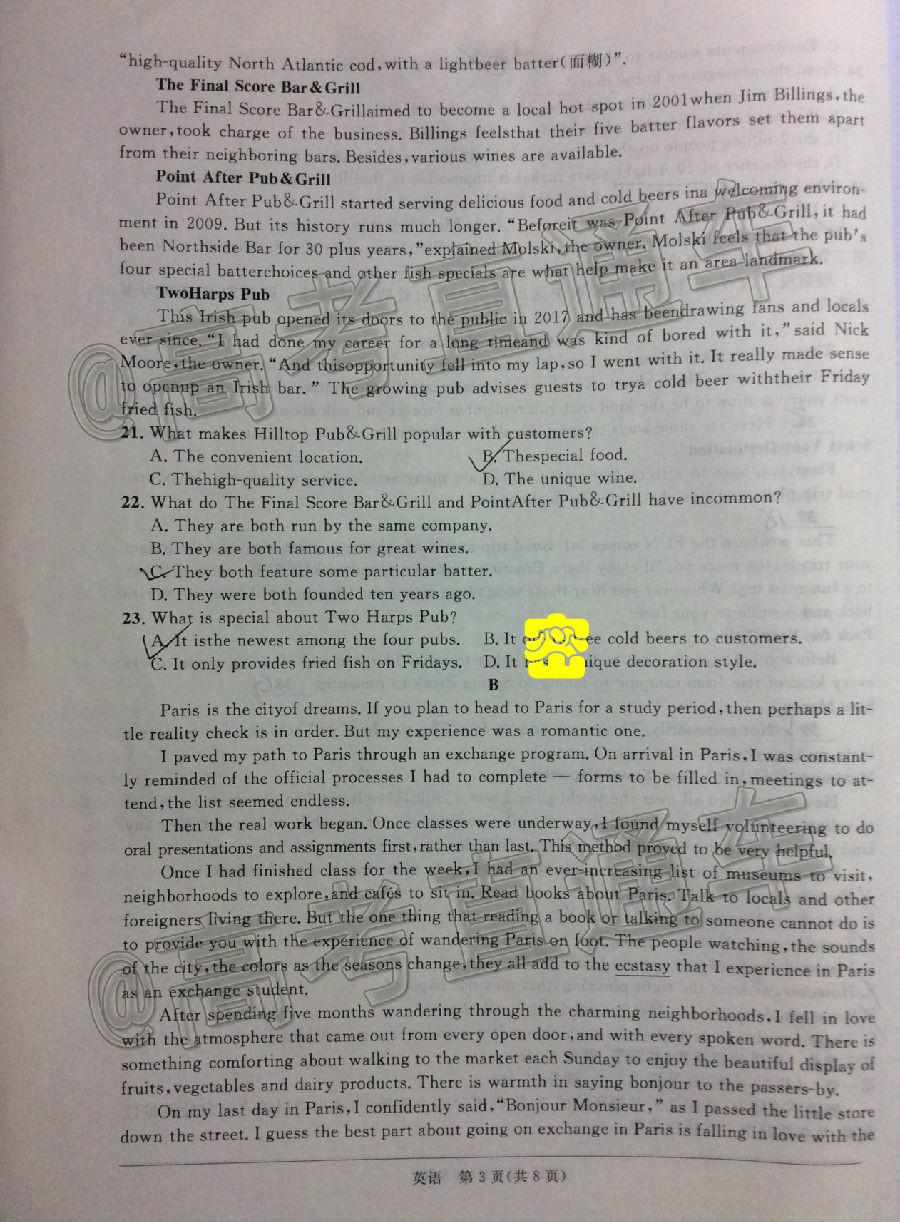 “high-quality North Atlantic cod,with a lightbeer batter(面糊)”.
The Final Score Bar&Grill
The Final Score Bar&Grillaimed to become a local hot spot in 2001when Jim Billings,the
owner,took charge of the business. Billings feelsthat their five batter flavors set them apart
from their neighboring bars. Besides,various wines are available.
Point After Pub&Grill
Point After Pub&Grill started serving delicious food and cold beers ina welcoming environ-
ment in 2009. But its history runs much longer. “Beforeit was Point After Pub&Grill,it had
been Northside Bar for 30 plus years,”explained Molski,the owner. Molski feels that the pub’s
four special batterchoices and other fish specials are what help make it an area landmark.
TwoHarps Pub
This Irish pub opened its doors to the public in 2017 and has beendrawing fans and locals
ever since. “I had done my career for a long timeand was kind of bored with it,” said Nick
Moore,the owner. “And thisopportunity fell into my lap,so I went with it. It really made sense
to openup an Irish bar.” The growing pub advises guests to trya cold beer withtheir Friday
fried fish.
21. What makes Hilltop Pub&Grill popular with customers?
A. The convenient location. B. Thespecial food.
C. Thehigh-quality service. D. The unique wine.
22. What do The Final Score Bar&Grill and PointAfter Pub&Grill have incommon?
A. They are both run by the same company.
B. They are both famous for great wines.
C. They both feature some particular batter.
D. They were both founded ten years ago.
23. What is special about Two Harps Pub?
A. It isthe newest among the four pubs. B. It cold beers to customers.
C. It only provides fried fish on Fridays. D. It decoration style.
B
Paris is the cityof dreams. If you plan to head to Paris for a study period,then perhaps a lit-
tle reality check is in order. But my experience was a romantic one.
I paved my path to Paris through an exchange program. On arrival in Paris,I was constant-
ly reminded of the official processes I had to complete — forms to be filled in,meetings to at-
tend,the list seemed endless.
Then the real work began. Once classes were underway,I found myself volunteering to do
oral presentations and assignments first,rather than last. This method proved to be very helpful.
Once I had finished class for the week,I had an ever-increasing list of museums to visit,
neighborhoods to explore,and cafés to sit in. Read books about Paris. Talk to locals and other
foreigners living there. But the one thing that reading a book or talking to someone cannot do is
to provide you with the experience of wandering Paris on foot. The people watching,the sounds
of the city,the colors as the seasons change,they all add to the ecstasy that I experience in Paris
as an exchange student.
After spending five months wandering through the charming neighborhoods,I fell in love
with the atmosphere that came out from every open door,and with every spoken word. There is
something comforting about walking to the market each Sunday to enjoy the beautiful display of
fruits,vegetables and dairy products. There is warmth in saying bonjour to the passers-by.
On my last day in Paris,I confidently said,“Bonjour Monsieur,” as I passed the little store
down the street. I guess the best part about going on exchange in Paris is falling in love with the
英语 第3页(共8页)
@高考直通车
@高考直通车